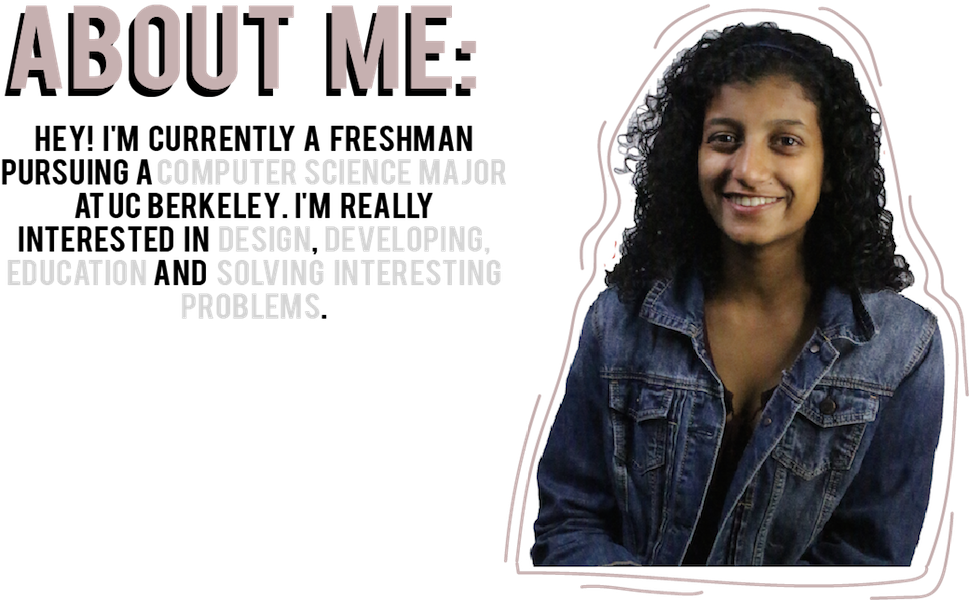 ABOUT ME:
HEY! I'M CURRENTLY A FRESHMAN
PURSUING A COMPUTER SCIENCE MAJOR
AT UC BERKELEY. I'M REALLY
INTERESTED IN DESIGN, DEVELOPING,
EDUCATION AND SOLVING INTERESTING
PROBLEMS.